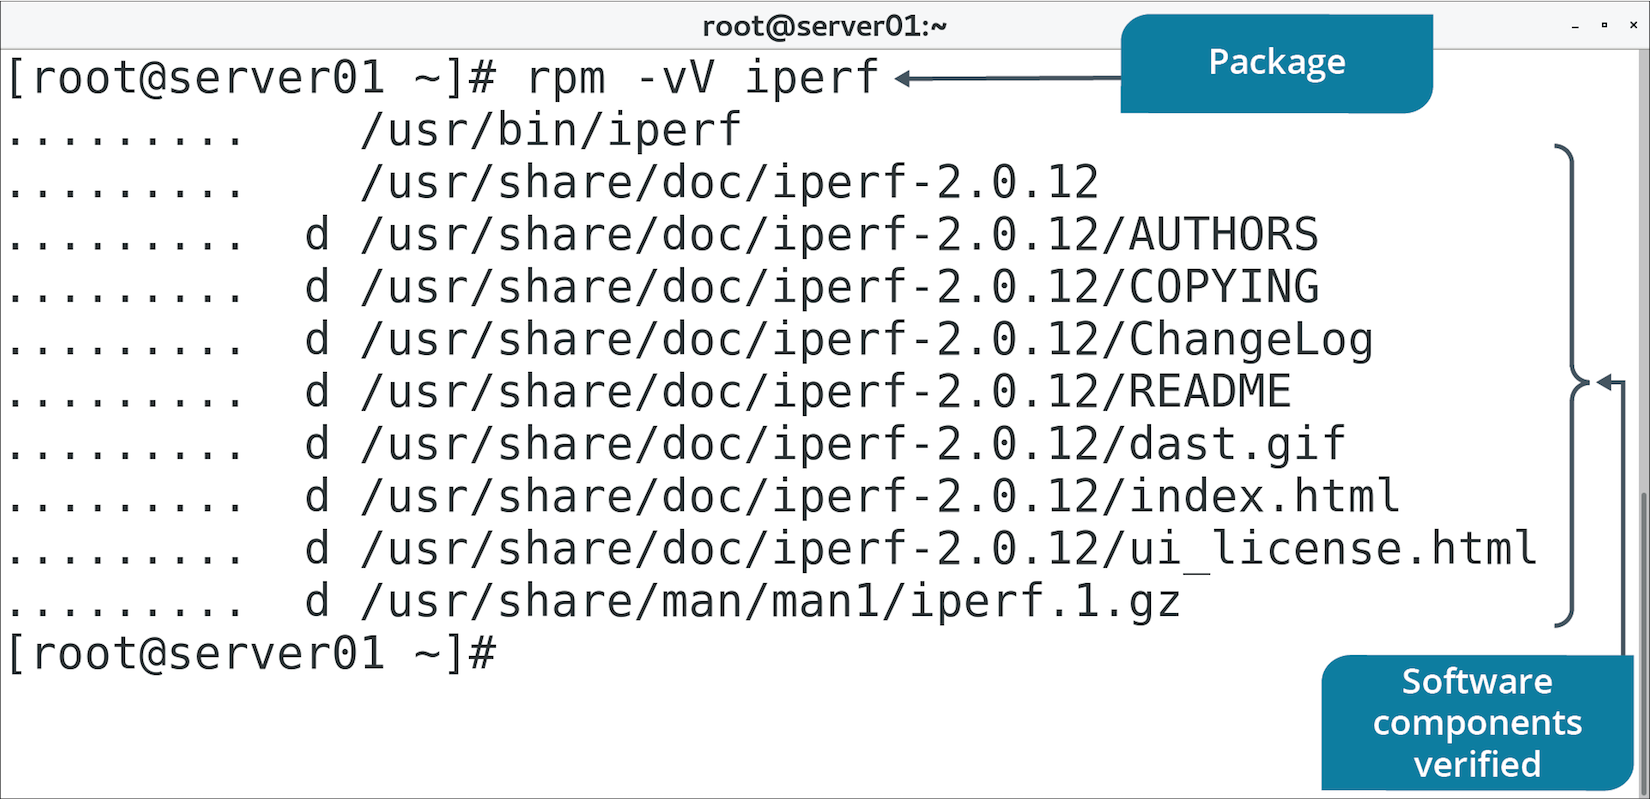 root@server01:~
Package
[root@server01 ~]# rpm -vV iperf
.........    /usr/bin/iperf
.........    /usr/share/doc/iperf-2.0.12
.........  d /usr/share/doc/iperf-2.0.12/AUTHORS
.........  d /usr/share/doc/iperf-2.0.12/COPYING
.........  d /usr/share/doc/iperf-2.0.12/ChangeLog
.........  d /usr/share/doc/iperf-2.0.12/README
.........  d /usr/share/doc/iperf-2.0.12/dast.gif
.........  d /usr/share/doc/iperf-2.0.12/index.html
.........  d /usr/share/doc/iperf-2.0.12/ui_license.html
.........  d /usr/share/man/man1/iperf.1.gz
[root@server01 ~]#
Software
components
verified